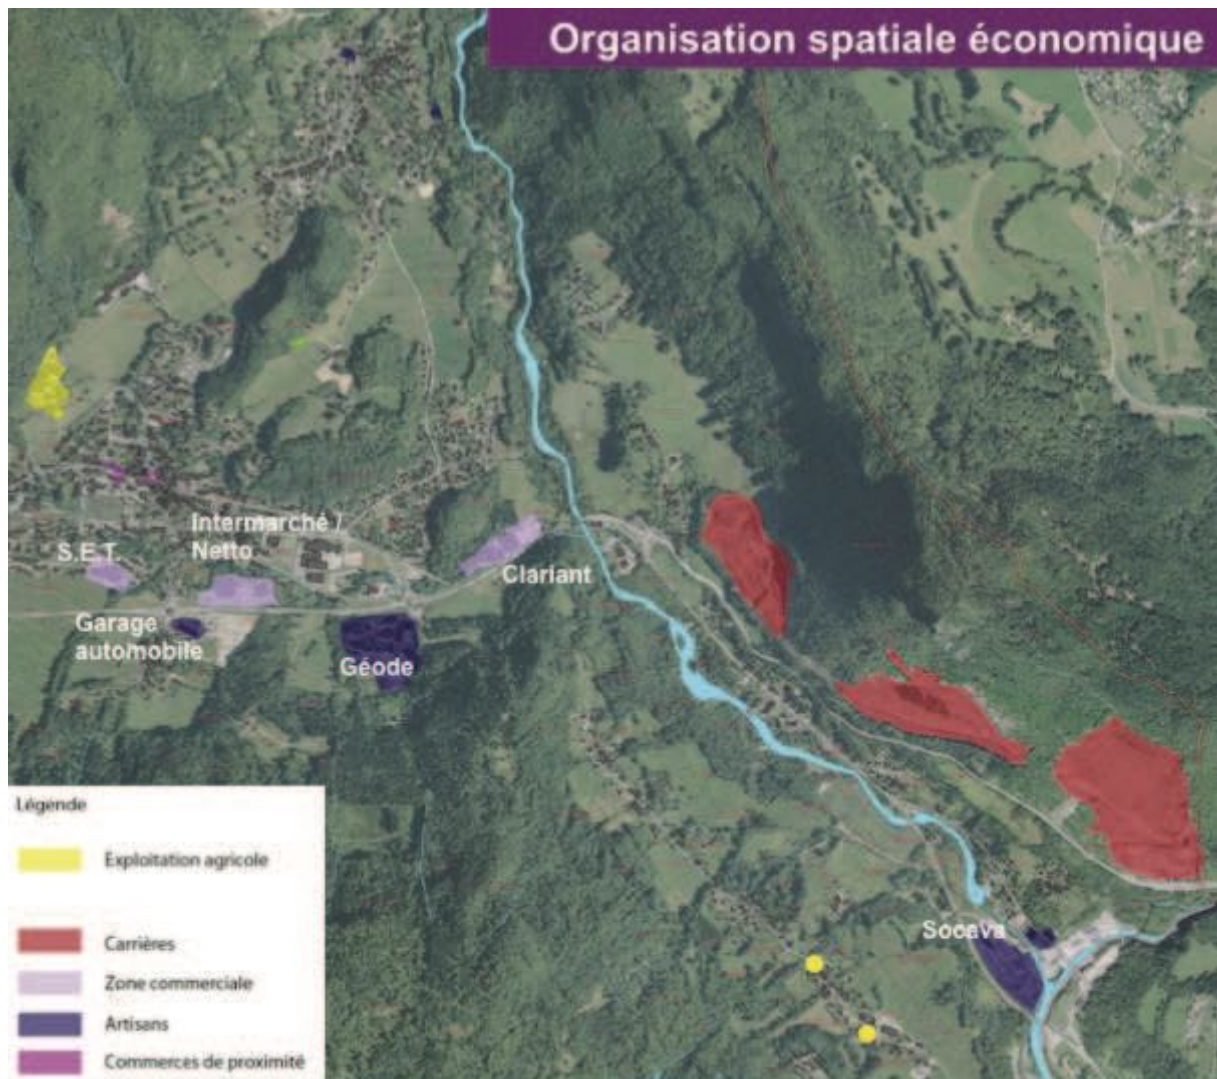 Organisation spatiale économique
Intermarché /
Netto
S.E.T.
Clariant
Garage
automobile
Géode
Socava
Légende
Exploitation agricole
Carrières
Zone commerciale
Artisans
Commerces de proximité